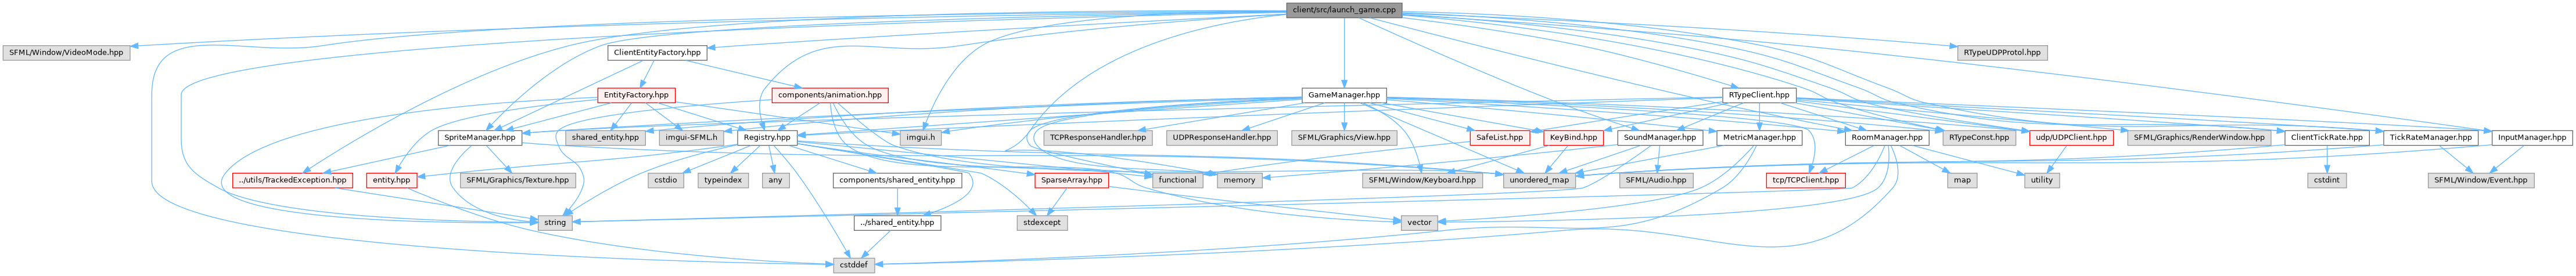 client/src/launch_game.cpp
SFML/Window/VideoMode.hpp
ClientEntityFactory.hpp
RTypeUDPProtol.hpp
EntityFactory.hpp
components/animation.hpp
GameManager.hpp
RTypeClient.hpp
SpriteManager.hpp
shared_entity.hpp
imgui-SFML.h
Registry.hpp
imgui.h
TCPResponseHandler.hpp
UDPResponseHandler.hpp
SFML/Graphics/View.hpp
SafeList.hpp
KeyBind.hpp
SoundManager.hpp
MetricManager.hpp
RoomManager.hpp
RTypeConst.hpp
udp/UDPClient.hpp
SFML/Graphics/RenderWindow.hpp
ClientTickRate.hpp
TickRateManager.hpp
InputManager.hpp
../utils/TrackedException.hpp
entity.hpp
SFML/Graphics/Texture.hpp
cstdio
typeindex
any
components/shared_entity.hpp
SparseArray.hpp
functional
memory
SFML/Window/Keyboard.hpp
unordered_map
SFML/Audio.hpp
tcp/TCPClient.hpp
map
utility
cstdint
SFML/Window/Event.hpp
string
../shared_entity.hpp
stdexcept
vector
cstddef